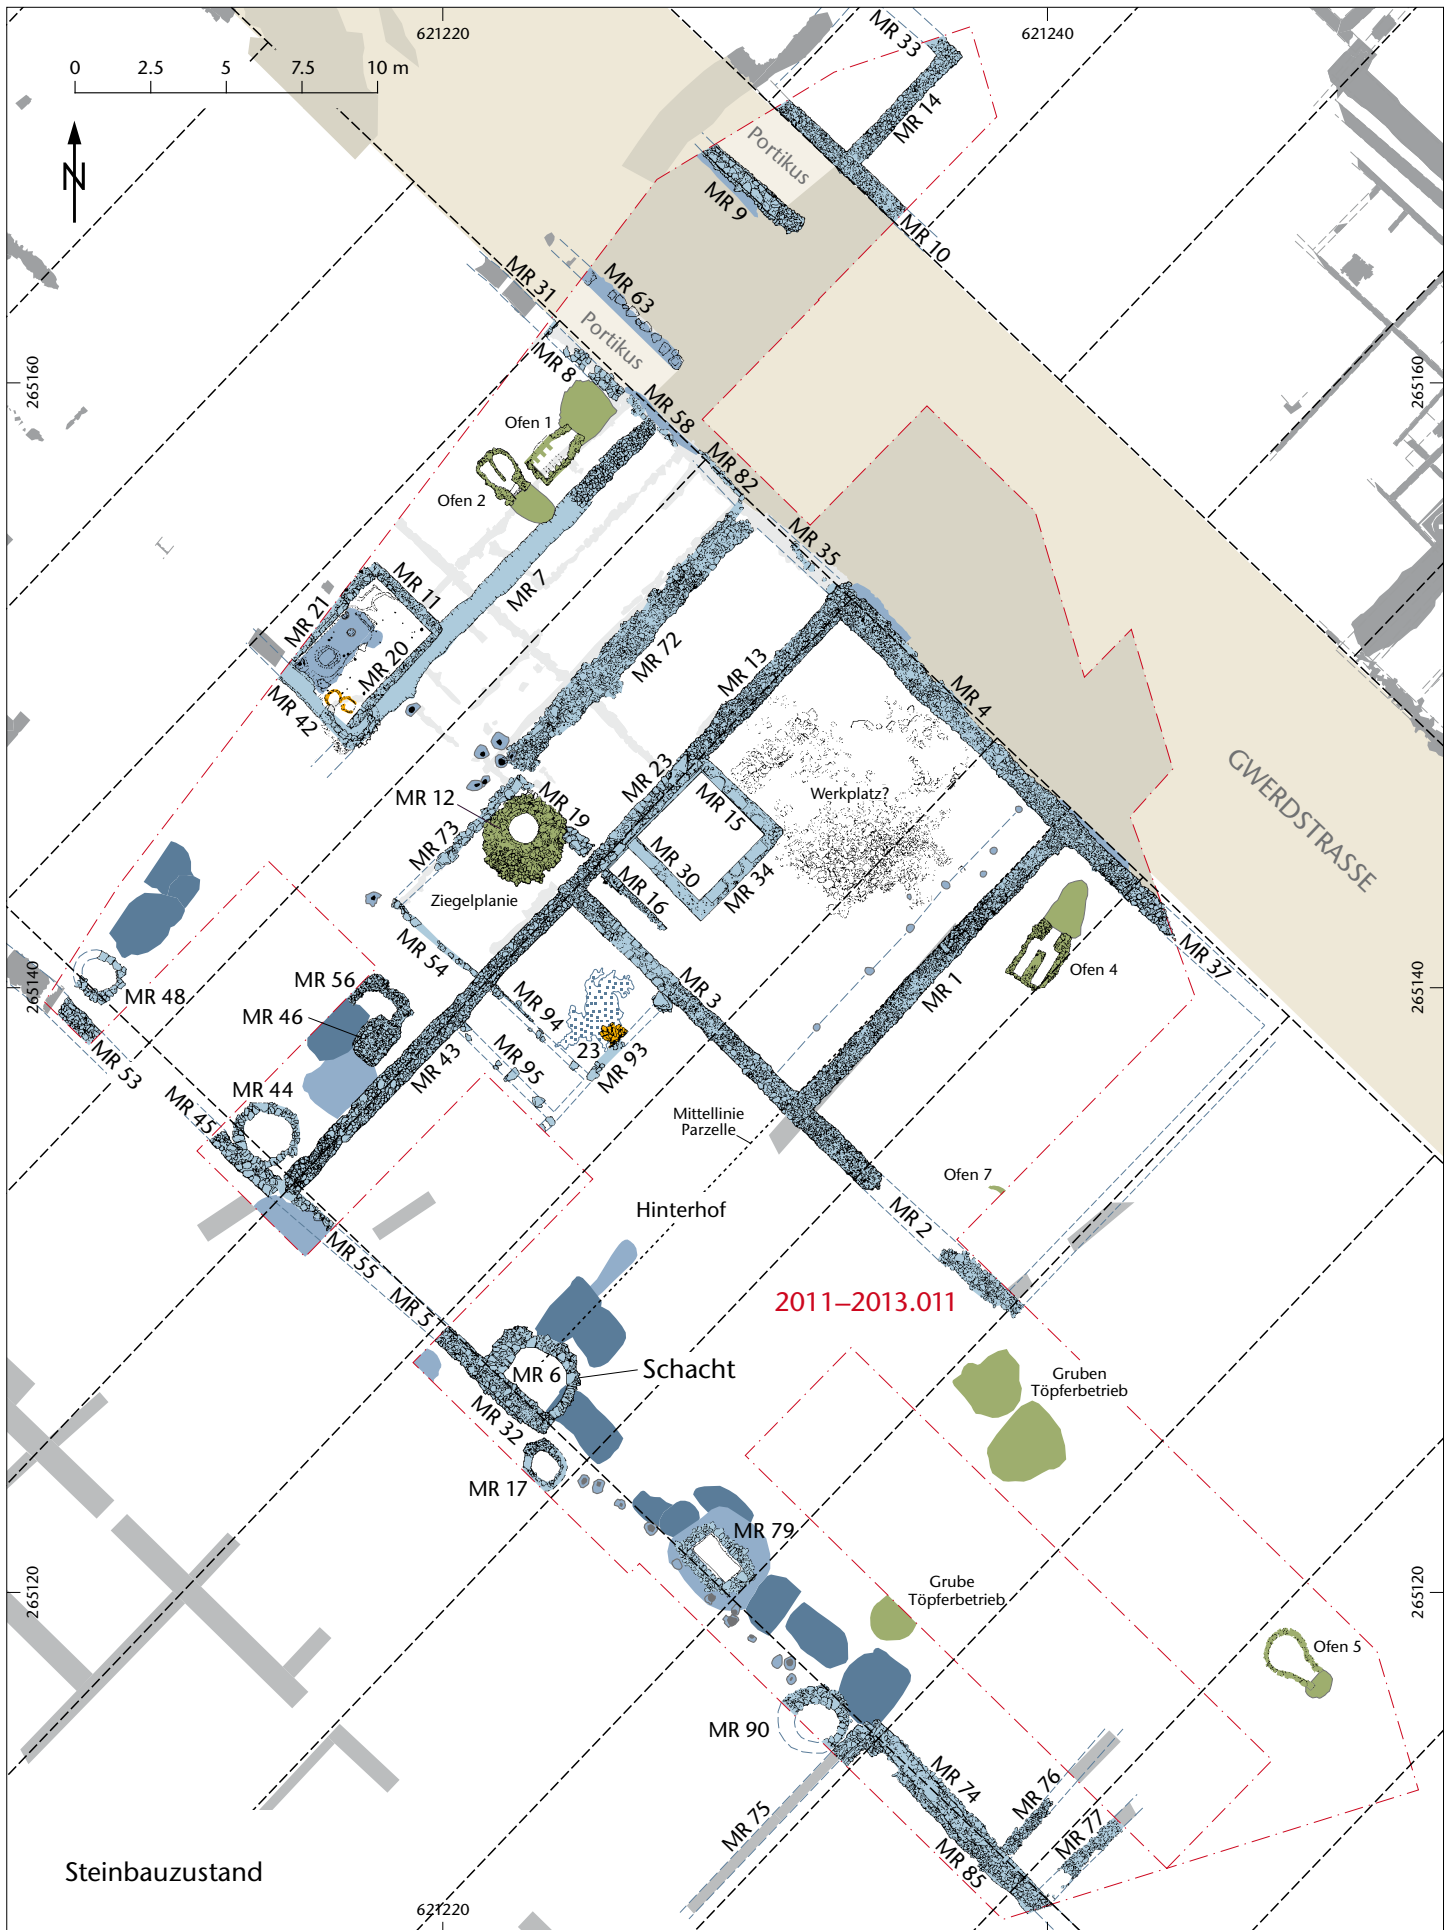 621220
621240
0 2.5 5 7.5 10 m
N
MR 33
MR 14
Portikus
MR 9
MR 10
MR 31
MR 63
Portikus
MR 8
265160
265160
Ofen 1
MR 58
MR 82
Ofen 2
MR 35
MR 7
MR 11
MR 21
MR 20
MR 42
MR 72
MR 13
MR 4
GWERDSTRASSE
MR 23
MR 15
Werkplatz?
MR 12
MR 19
MR 73
MR 30
MR 34
MR 16
Ziegelplanie
MR 54
MR 3
MR 1
Ofen 4
MR 37
265140
265140
MR 48
MR 56
MR 46
MR 94
23
MR 93
MR 95
MR 43
MR 53
MR 44
MR 45
Mittellinie
Parzelle
Ofen 7
MR 2
Hinterhof
MR 55
MR 5
2011–2013.011
MR 6
Schacht
Gruben
Töpferbetrieb
MR 32
MR 17
MR 79
Grube
Töpferbetrieb
265120
265120
Ofen 5
MR 90
MR 74
MR 76
MR 75
MR 77
MR 85
Steinbauzustand
621220